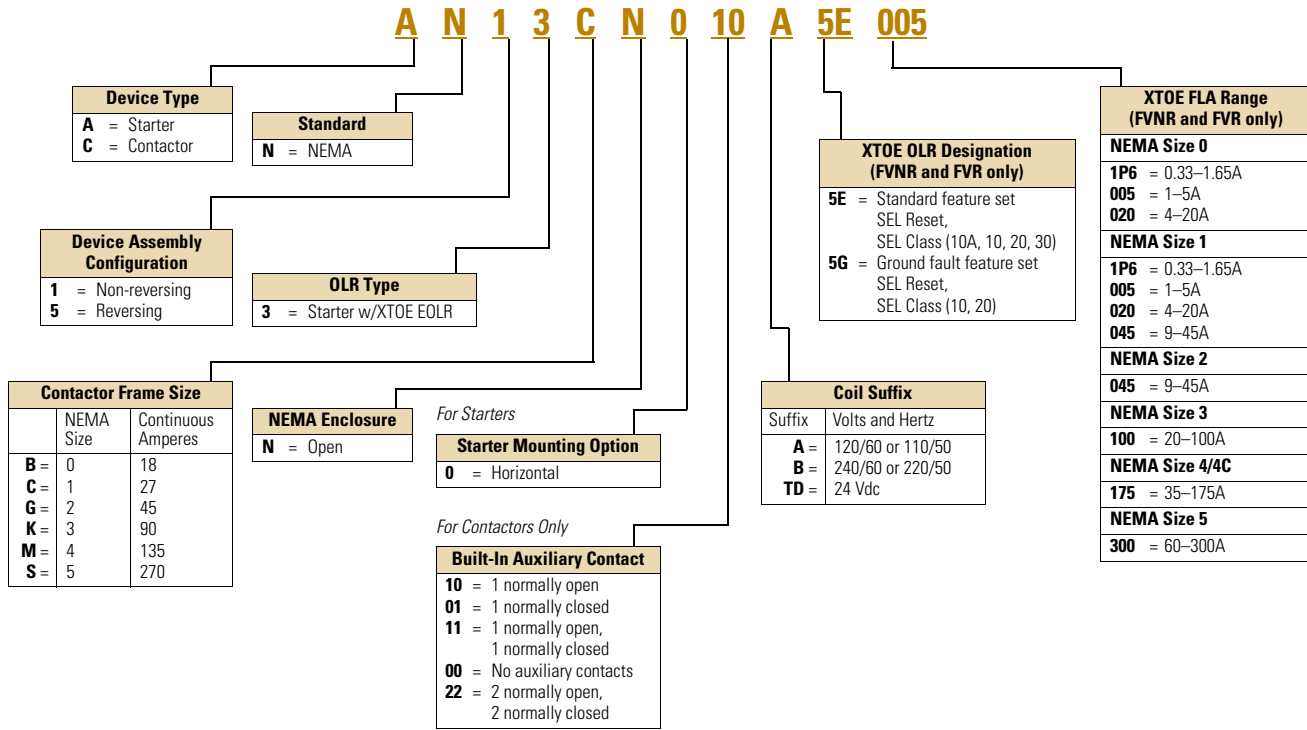 A N 1 3 C N 0 10 A 5E 005
Device Type
A = Starter
C = Contactor
Standard
N = NEMA
Device Assembly
Configuration
1 = Non-reversing
5 = Reversing
OLR Type
3 = Starter w/XTOE EOLR
Contactor Frame Size
NEMA Size Continuous Amperes
B = 0 18
C = 1 27
G = 2 45
K = 3 90
M = 4 135
S = 5 270
NEMA Enclosure
N = Open
For Starters
Starter Mounting Option
0 = Horizontal
For Contactors Only
Built-In Auxiliary Contact
10 = 1 normally open
01 = 1 normally closed
11 = 1 normally open,
1 normally closed
00 = No auxiliary contacts
22 = 2 normally open,
2 normally closed
XTOE OLR Designation
(FVNR and FVR only)
5E = Standard feature set
SEL Reset,
SEL Class (10A, 10, 20, 30)
5G = Ground fault feature set
SEL Reset,
SEL Class (10, 20)
Coil Suffix
Suffix Volts and Hertz
A = 120/60 or 110/50
B = 240/60 or 220/50
TD = 24 Vdc
XTOE FLA Range
(FVNR and FVR only)
NEMA Size 0
1P6 = 0.33–1.65A
005 = 1–5A
020 = 4–20A
NEMA Size 1
1P6 = 0.33–1.65A
005 = 1–5A
020 = 4–20A
045 = 9–45A
NEMA Size 2
045 = 9–45A
NEMA Size 3
100 = 20–100A
NEMA Size 4/4C
175 = 35–175A
NEMA Size 5
300 = 60–300A